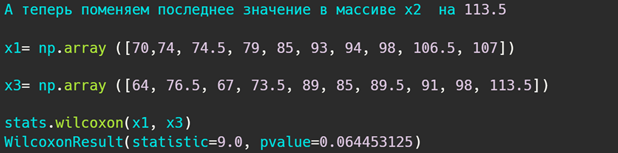 А теперь поменяем последнее значение в массиве x2  на 113.5
x1= np.array ([70,74, 74.5, 79, 85, 93, 94, 98, 106.5, 107])
x3= np.array ([64, 76.5, 67, 73.5, 89, 85, 89.5, 91, 98, 113.5])
stats.wilcoxon(x1, x3)
WilcoxonResult(statistic=9.0, pvalue=0.064453125)